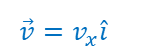 v⃗ = vₓî